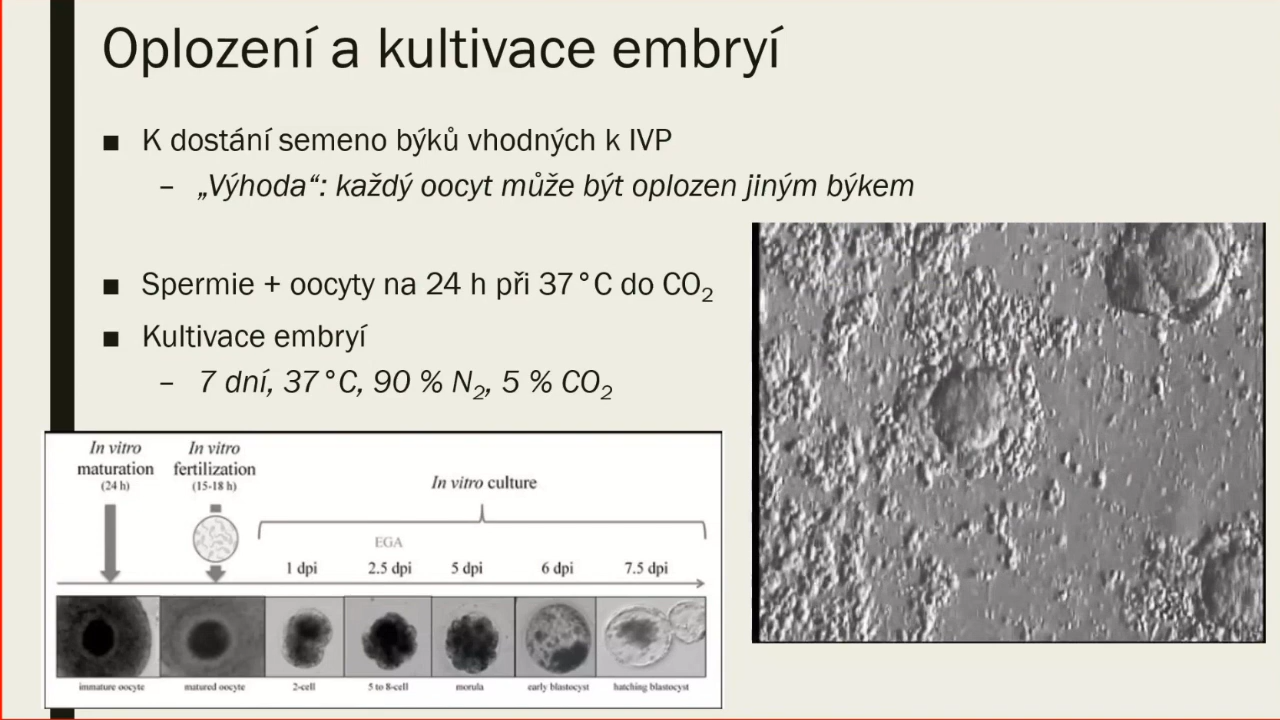 Oplození a kultivace embryí
■ K dostání semeno býků vhodných k IVP
– „Výhoda“: každý oocyt může být oplozen jiným býkem
■ Spermie + oocyty na 24 h při 37°C do CO₂
■ Kultivace embryí
– 7 dní, 37°C, 90 % N₂, 5 % CO₂
In vitro maturation (24 h)
In vitro fertilization (15-18 h)
In vitro culture
EGA
1 dpi 2.5 dpi 5 dpi 6 dpi 7.5 dpi
immature oocyte matured oocyte 2-cell 5 to 8-cell morula early blastocyst hatching blastocyst